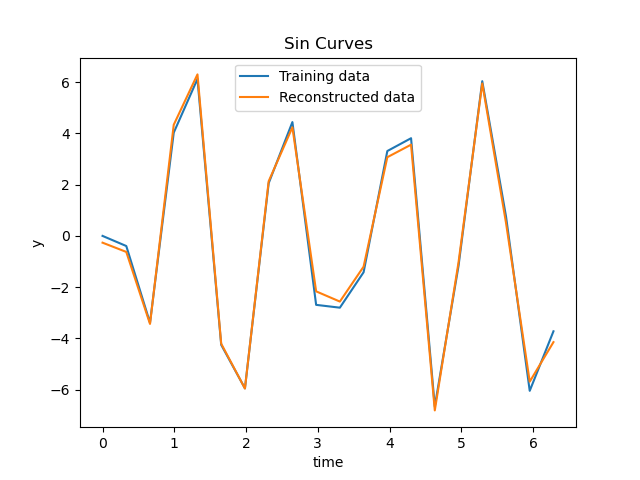 Sin Curves
Training data
Reconstructed data
6
4
2
0
−2
−4
−6
y
0 1 2 3 4 5 6
time